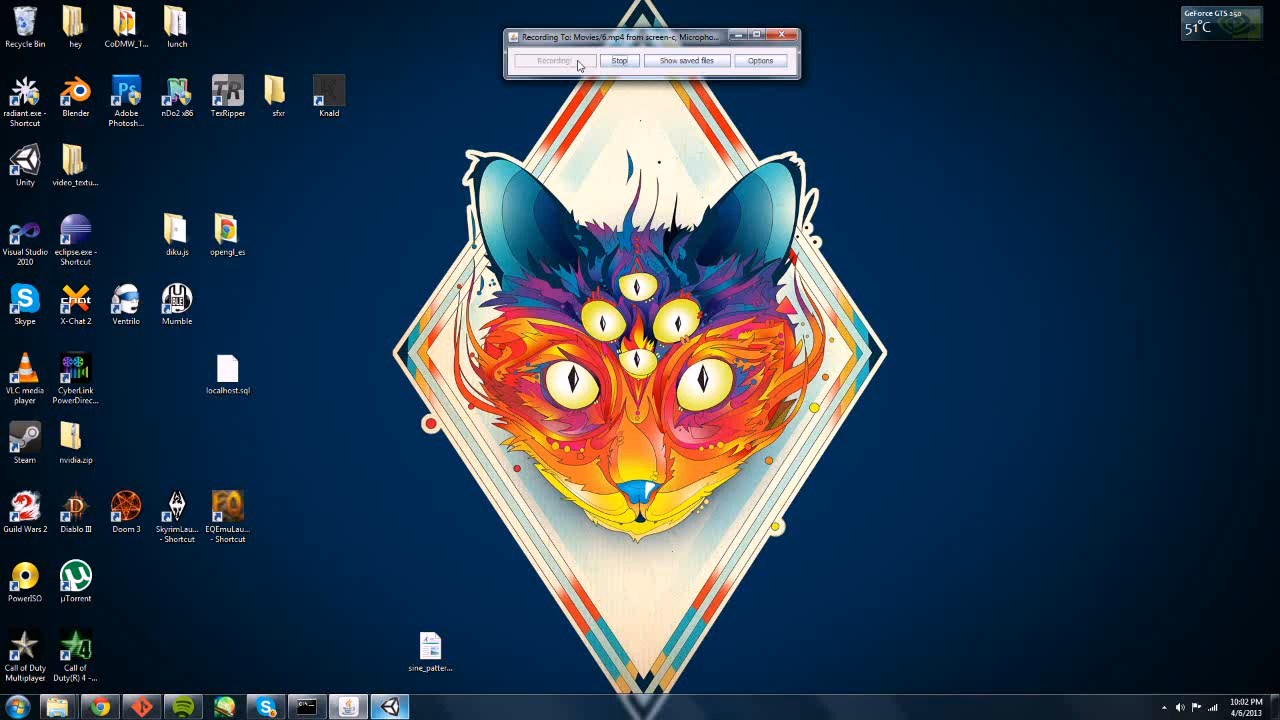 Recording To: Movies/6.mp4 from screen-c, Micropho...
Recording!
Stop
Show saved files
Options
GeForce GTS 250
51°C
Recycle Bin
hey
CoDMW_T...
lunch
radiant.exe - Shortcut
Blender
Adobe Photosh...
nDo2 x86
TexRipper
sfxr
Knald
Unity
video_textu...
Visual Studio 2010
eclipse.exe - Shortcut
diku.js
opengl_es
Skype
X-Chat 2
Ventrilo
Mumble
VLC media player
CyberLink PowerDirec...
localhost.sql
Steam
nvidia.zip
Guild Wars 2
Diablo III
Doom 3
SkyrimLau... - Shortcut
EQEmuLau... - Shortcut
PowerISO
µTorrent
Call of Duty Multiplayer
Call of Duty(R) 4 - ...
sine_patter...
10:02 PM
4/6/2013